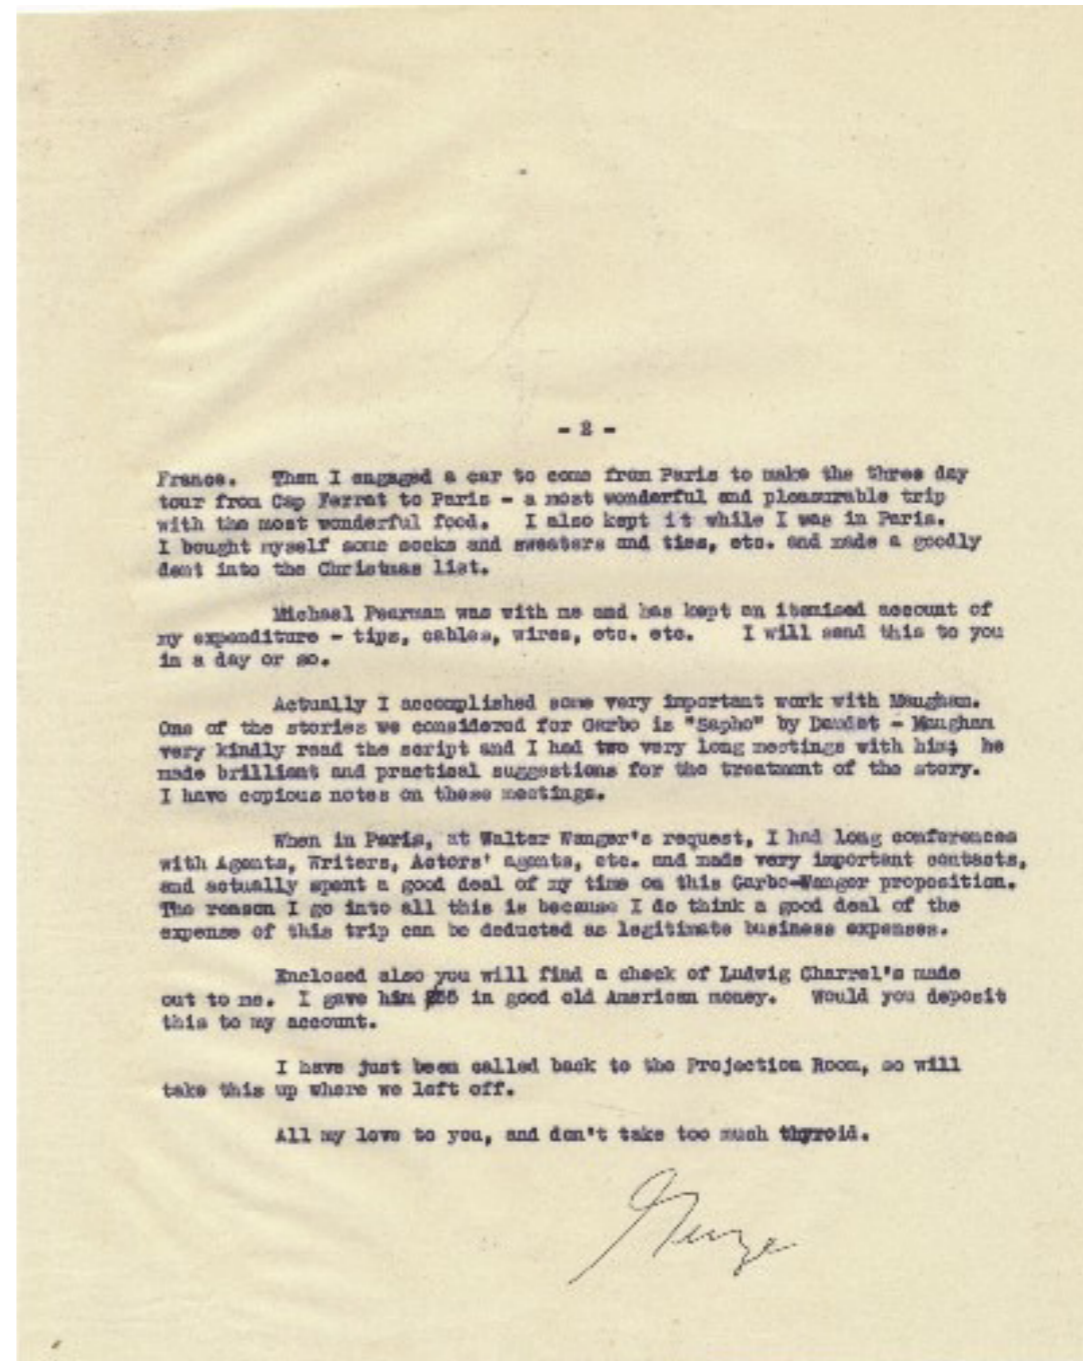 - 2 -
France. Then I engaged a car to come from Paris to make the three day
tour from Cap Ferrat to Paris - a most wonderful and pleasurable trip
with the most wonderful food. I also kept it while I was in Paris.
I bought myself some socks and sweaters and ties, etc. and made a goodly
dent into the Christmas list.
Michael Pearman was with me and has kept an itemised account of
my expenditure - tips, cables, wires, etc. etc. I will send this to you
in a day or so.
Actually I accomplished some very important work with Maugham.
One of the stories we considered for Garbo is "Sapho" by Daudet - Maugham
very kindly read the script and I had two very long meetings with him; he
made brilliant and practical suggestions for the treatment of the story.
I have copious notes on these meetings.
When in Paris, at Walter Wanger's request, I had long conferences
with Agents, Writers, Actors' agents, etc. and made very important contacts,
and actually spent a good deal of my time on this Garbo-Wanger proposition.
The reason I go into all this is because I do think a good deal of the
expense of this trip can be deducted as legitimate business expenses.
Enclosed also you will find a check of Ludwig Charrel's made
out to me. I gave him in good old American money. Would you deposit
this to my account.
I have just been called back to the Projection Room, so will
take this up where we left off.
All my love to you, and don't take too much thyroid.
George